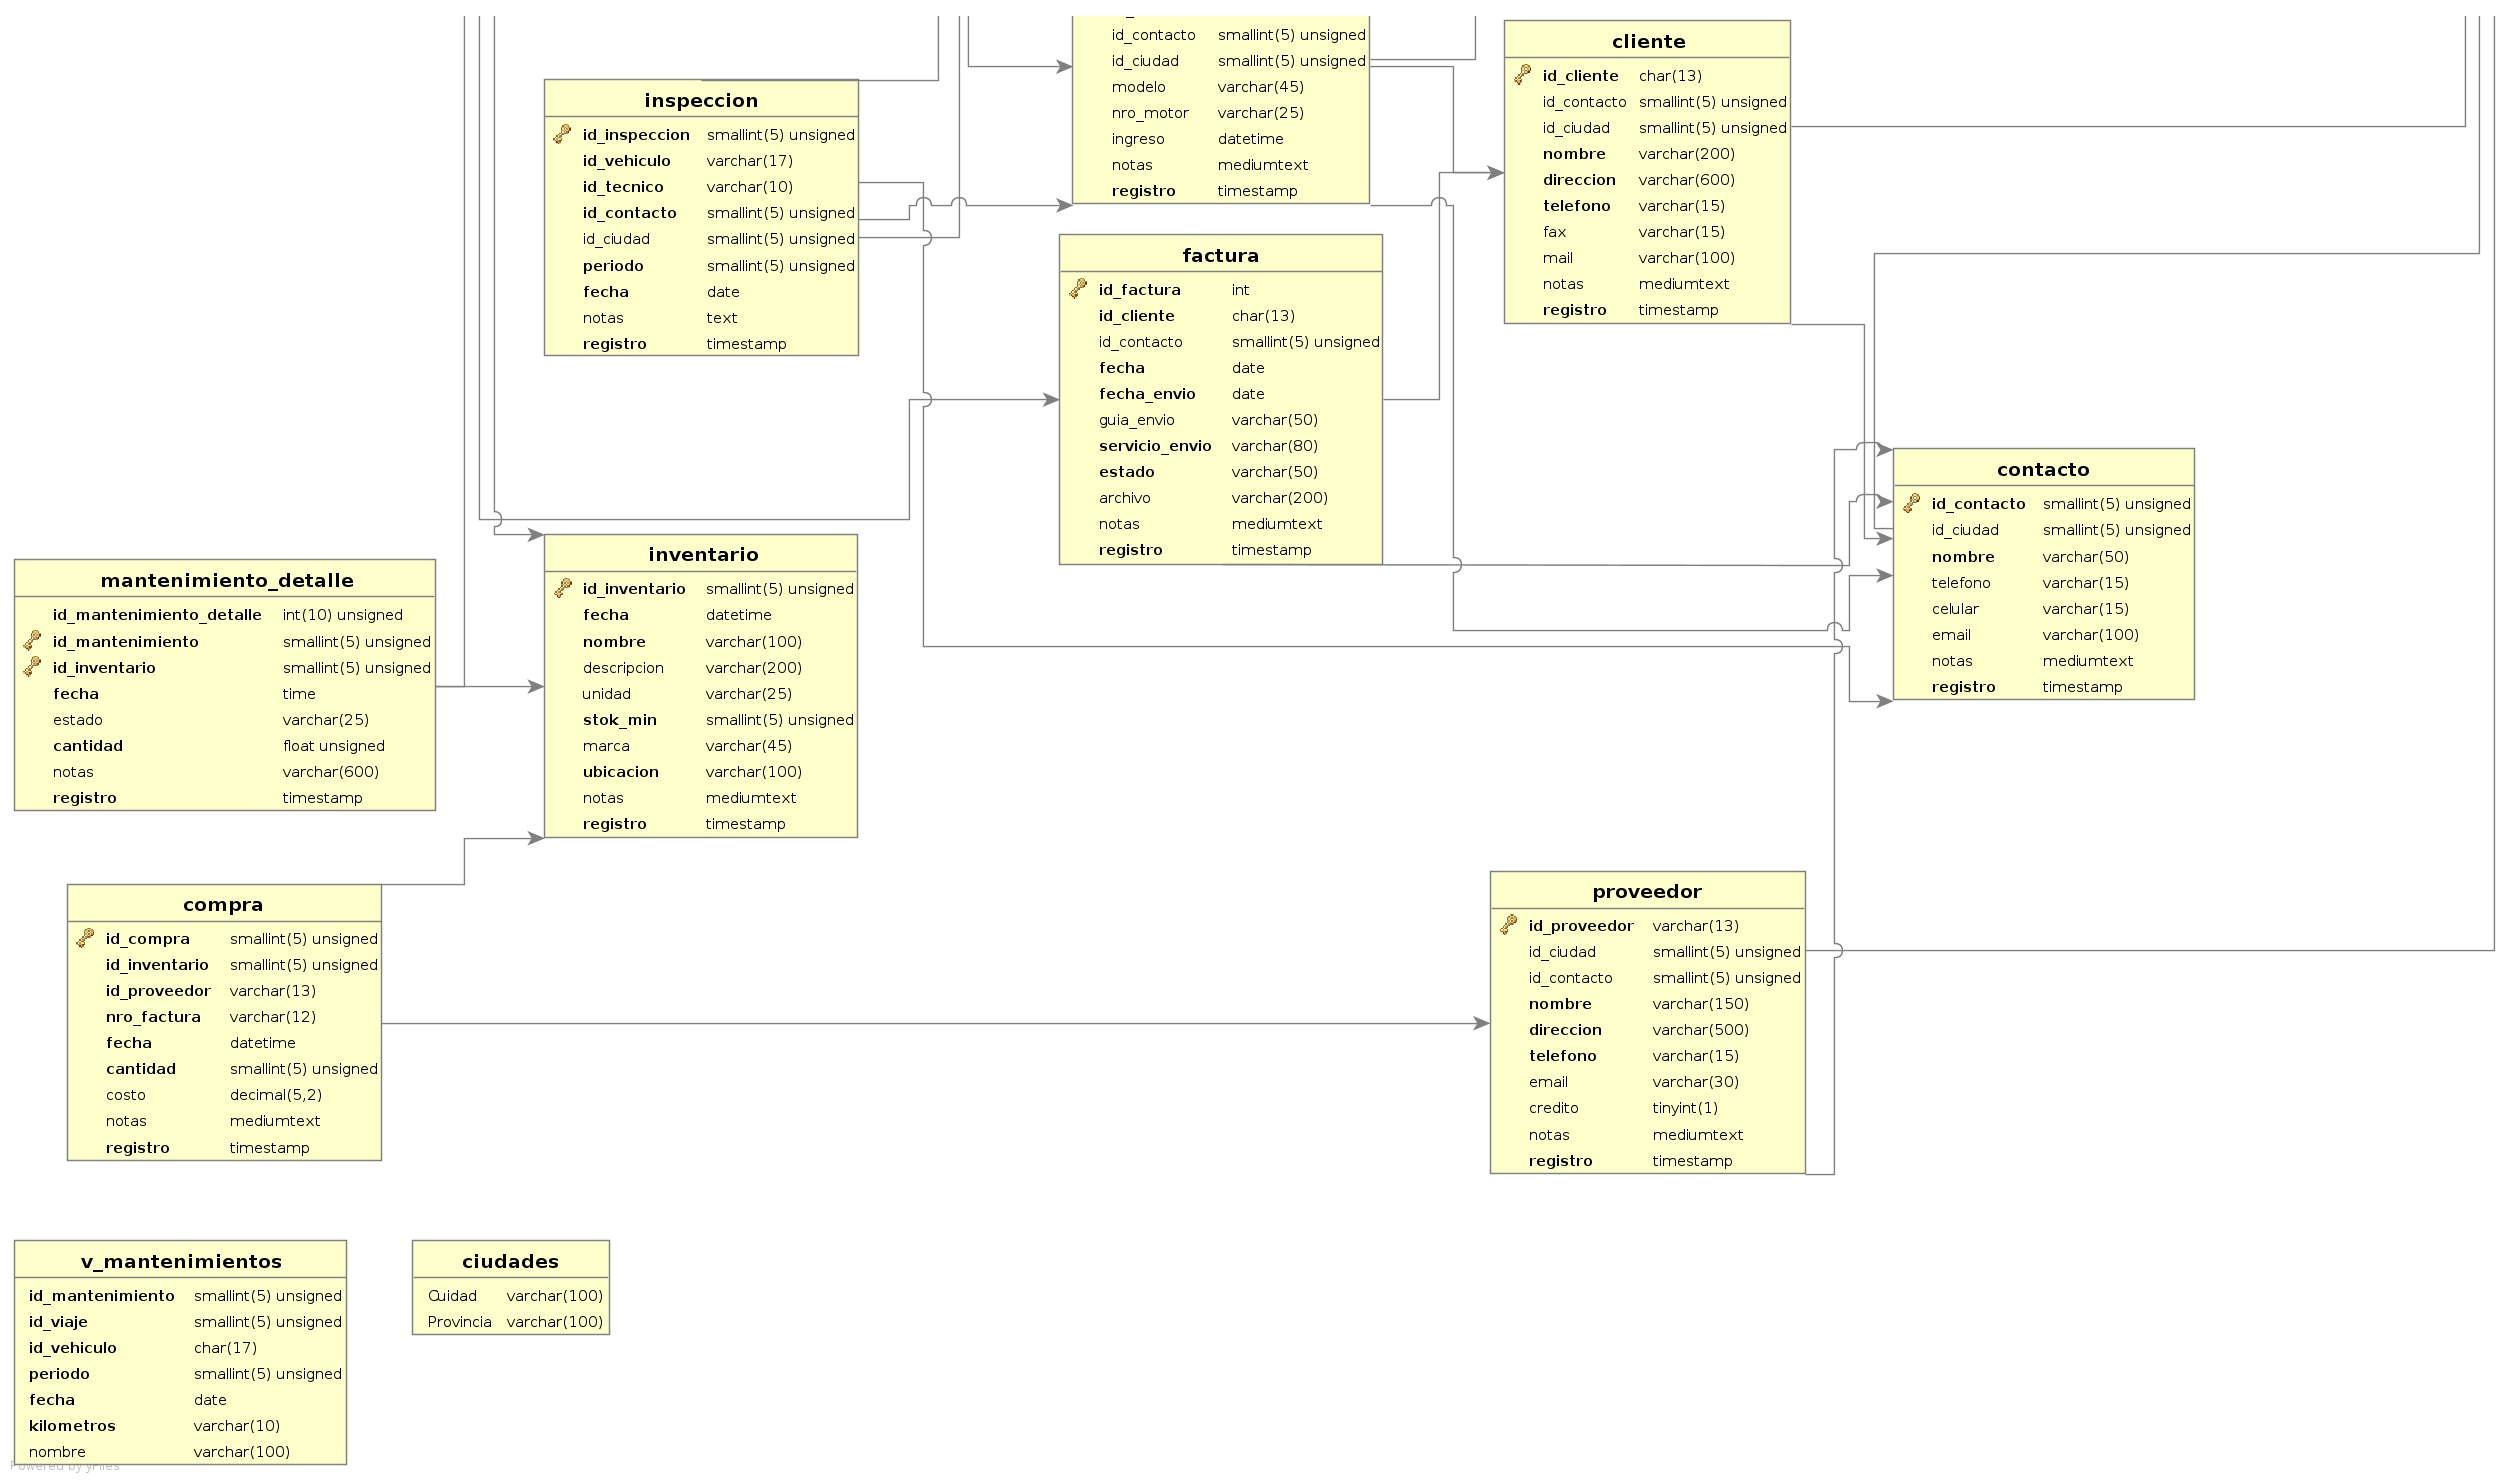 id_contacto smallint(5) unsigned
id_ciudad smallint(5) unsigned
modelo varchar(45)
nro_motor varchar(25)
ingreso datetime
notas mediumtext
registro timestamp
cliente
id_cliente char(13)
id_contacto smallint(5) unsigned
id_ciudad smallint(5) unsigned
nombre varchar(200)
direccion varchar(600)
telefono varchar(15)
fax varchar(15)
mail varchar(100)
notas mediumtext
registro timestamp
inspeccion
id_inspeccion smallint(5) unsigned
id_vehiculo varchar(17)
id_tecnico varchar(10)
id_contacto smallint(5) unsigned
id_ciudad smallint(5) unsigned
periodo smallint(5) unsigned
fecha date
notas text
registro timestamp
factura
id_factura int
id_cliente char(13)
id_contacto smallint(5) unsigned
fecha date
fecha_envio date
guia_envio varchar(50)
servicio_envio varchar(80)
estado varchar(50)
archivo varchar(200)
notas mediumtext
registro timestamp
contacto
id_contacto smallint(5) unsigned
id_ciudad smallint(5) unsigned
nombre varchar(50)
telefono varchar(15)
celular varchar(15)
email varchar(100)
notas mediumtext
registro timestamp
mantenimiento_detalle
id_mantenimiento_detalle int(10) unsigned
id_mantenimiento smallint(5) unsigned
id_inventario smallint(5) unsigned
fecha time
estado varchar(25)
cantidad float unsigned
notas varchar(600)
registro timestamp
inventario
id_inventario smallint(5) unsigned
fecha datetime
nombre varchar(100)
descripcion varchar(200)
unidad varchar(25)
stok_min smallint(5) unsigned
marca varchar(45)
ubicacion varchar(100)
notas mediumtext
registro timestamp
compra
id_compra smallint(5) unsigned
id_inventario smallint(5) unsigned
id_proveedor varchar(13)
nro_factura varchar(12)
fecha datetime
cantidad smallint(5) unsigned
costo decimal(5,2)
notas mediumtext
registro timestamp
proveedor
id_proveedor varchar(13)
id_ciudad smallint(5) unsigned
id_contacto smallint(5) unsigned
nombre varchar(150)
direccion varchar(500)
telefono varchar(15)
email varchar(30)
credito tinyint(1)
notas mediumtext
registro timestamp
v_mantenimientos
id_mantenimiento smallint(5) unsigned
id_viaje smallint(5) unsigned
id_vehiculo char(17)
periodo smallint(5) unsigned
fecha date
kilometros varchar(10)
nombre varchar(100)
ciudades
Cuidad varchar(100)
Provincia varchar(100)
Powered by yFiles